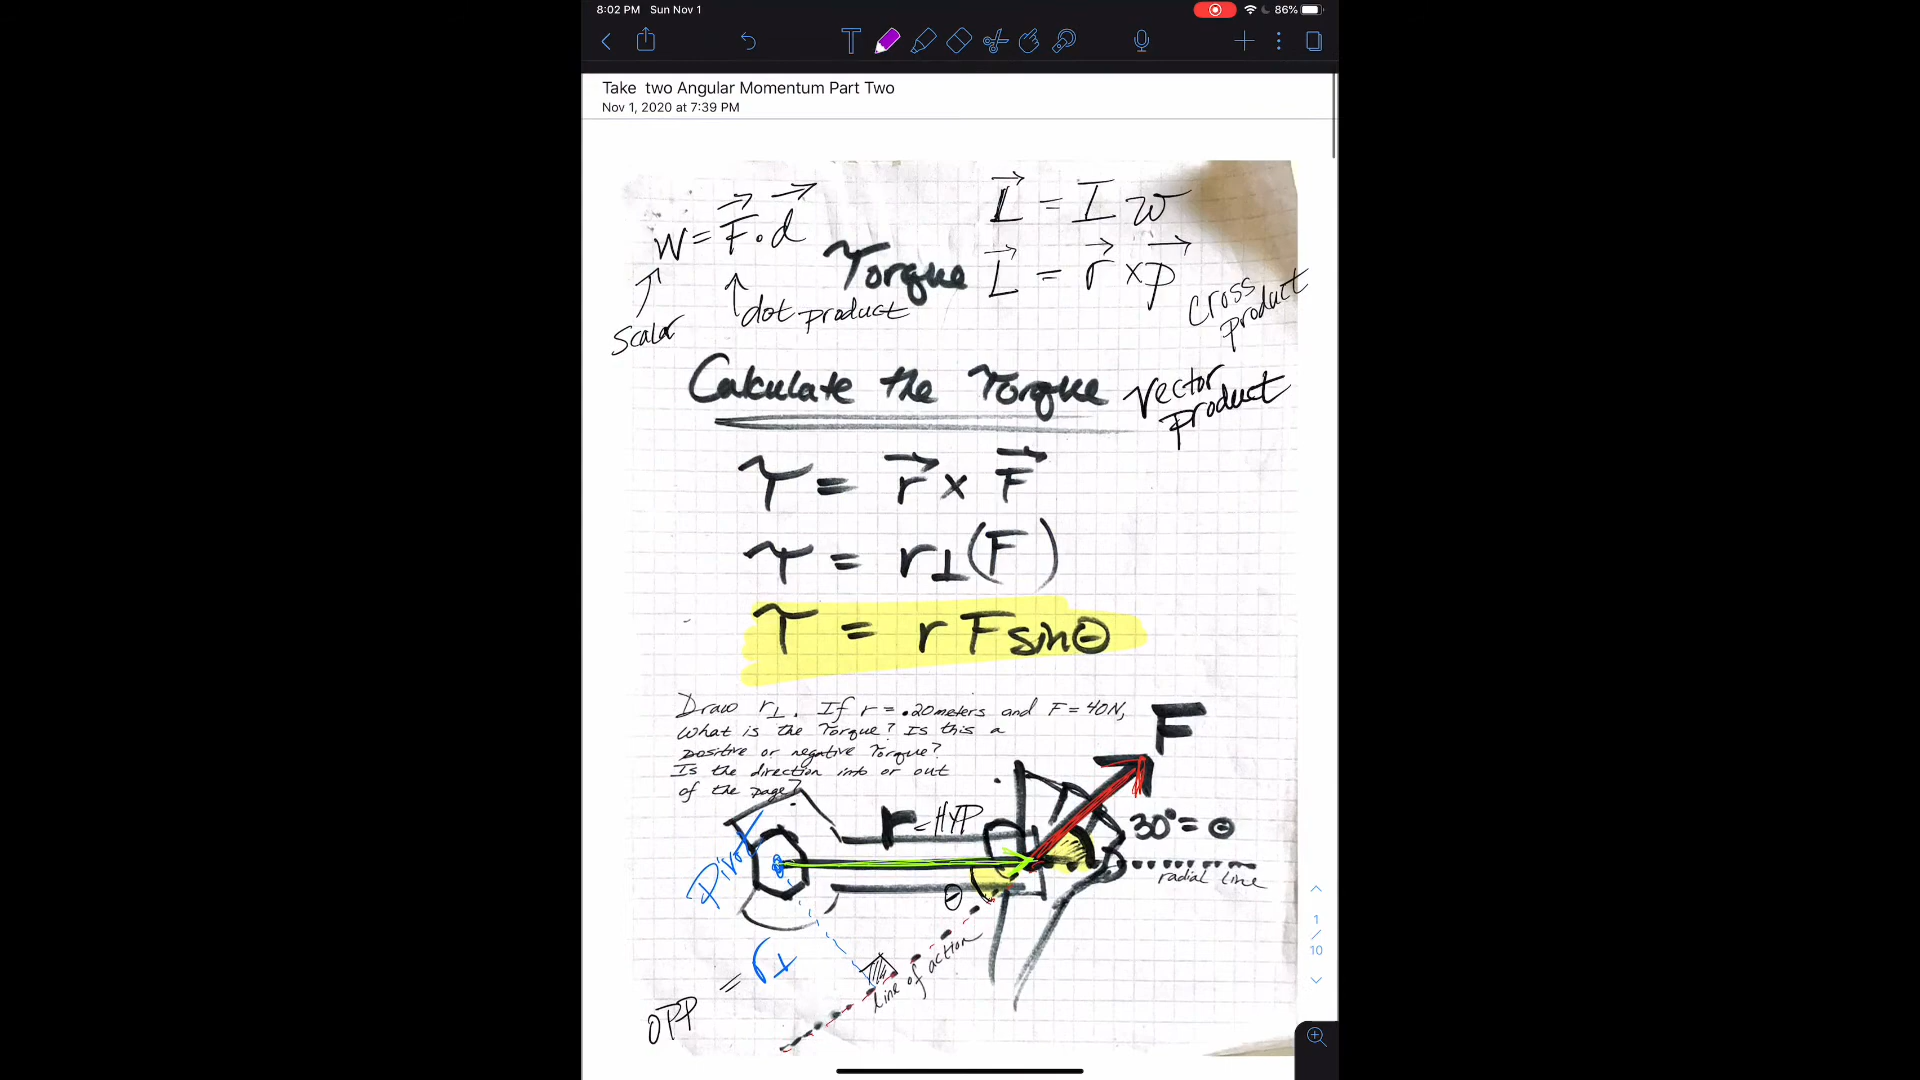 8:02 PM Sun Nov 1
86%
Take two Angular Momentum Part Two
Nov 1, 2020 at 7:39 PM
W = F · d
L = I w
Torque
L = r × p
Scalar
dot product
Cross product
Calculate the Torque
Vector product
τ = r × F
τ = r⊥(F)
τ = r F sin θ
Draw r⊥. If r = .20 meters and F = 40N,
What is the Torque? Is this a
positive or negative Torque?
Is the direction into or out
of the page?
F
r = HYP
30° = θ
Pivot
radial line
θ
line of action
OPP = r⊥
1
/
10